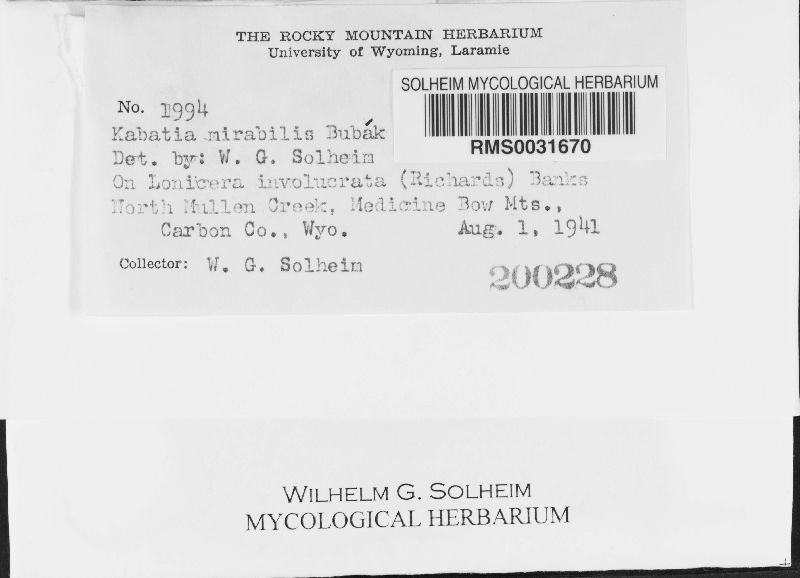 THE ROCKY MOUNTAIN HERBARIUM
University of Wyoming, Laramie
SOLHEIM MYCOLOGICAL HERBARIUM
RMS0031670
No. 1994
Kabatia mirabilis Bubák
Det. by: W. G. Solheim
On Lonicera involucrata (Richards) Banks
North Mullen Creek, Medicine Bow Mts.,
Carbon Co., Wyo. Aug. 1, 1941
Collector: W. G. Solheim
200228
WILHELM G. SOLHEIM
MYCOLOGICAL HERBARIUM